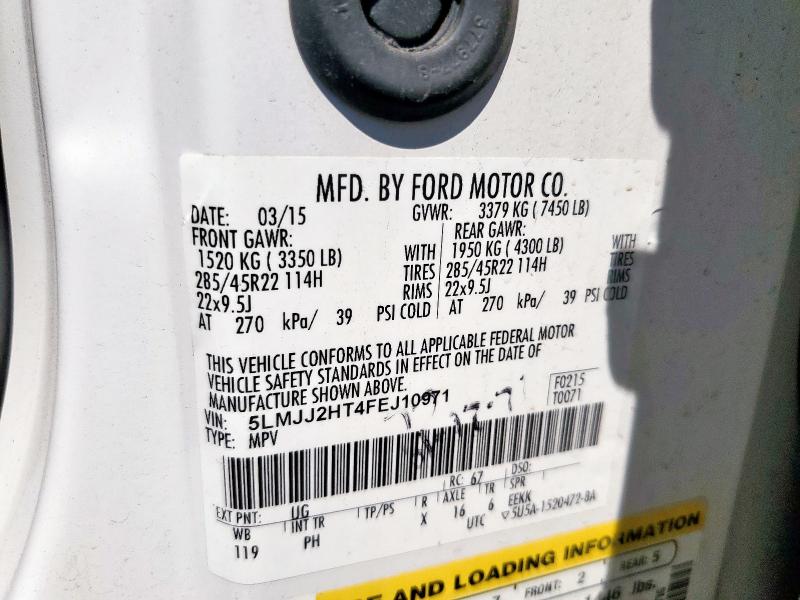 MFD. BY FORD MOTOR CO.
DATE: 03/15 GVWR: 3379 KG ( 7450 LB)
FRONT GAWR: REAR GAWR:
1520 KG ( 3350 LB) WITH 1950 KG ( 4300 LB) WITH
285/45R22 114H TIRES 285/45R22 114H TIRES
22x9.5J RIMS 22x9.5J RIMS
AT 270 kPa/ 39 PSI COLD AT 270 kPa/ 39 PSI COLD
THIS VEHICLE CONFORMS TO ALL APPLICABLE FEDERAL MOTOR
VEHICLE SAFETY STANDARDS IN EFFECT ON THE DATE OF
MANUFACTURE SHOWN ABOVE.
F0215
VIN: 5LMJJ2HT4FEJ10971 T0071
TYPE: MPV
RC: 67 DSO:
EXT PNT: UG R AXLE TR SPR
WB INT TR TP/PS X 16 6 EEKK
119 PH UTC 5U5A-1520472-BA
AND LOADING INFORMATION
FRONT: 2 REAR: 5
lbs.